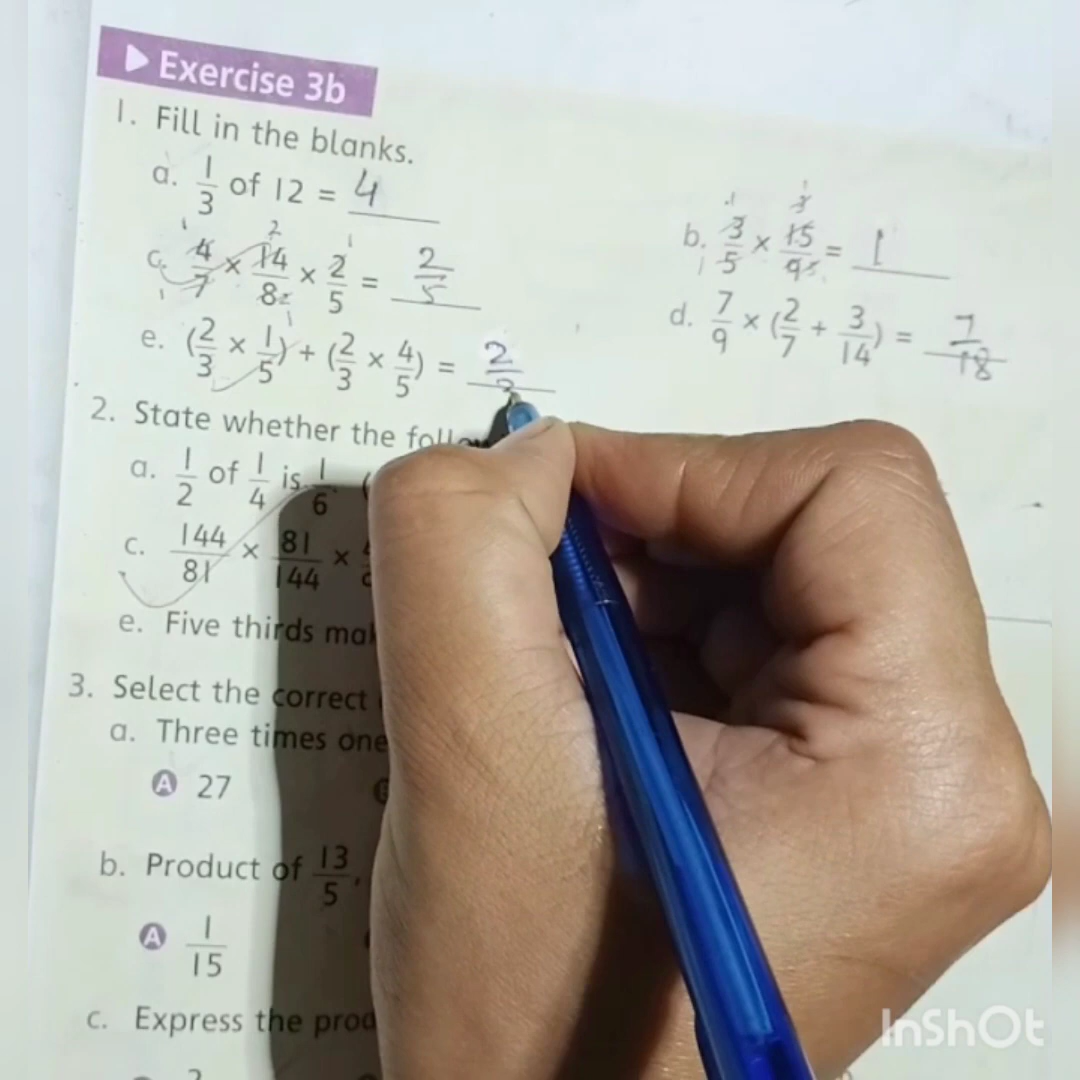 Exercise 3b
1. Fill in the blanks.
a. 1/3 of 12 = 4
b. 3/5 × 15/9 = 1
c. 4/7 × 14/8 × 2/5 = 2/5
d. 7/9 × (2/7 + 3/14) = 7/18
e. (2/3 × 1/5) + (2/3 × 4/5) = 2/3
2. State whether the
a. 1/2 of 1/4 is 1/6
c. 144/81 × 81/144 ×
e. Five thirds
3. Select the correct
a. Three times one
A 27
b. Product of 13/5,
A 1/15
c. Express the
InShOt